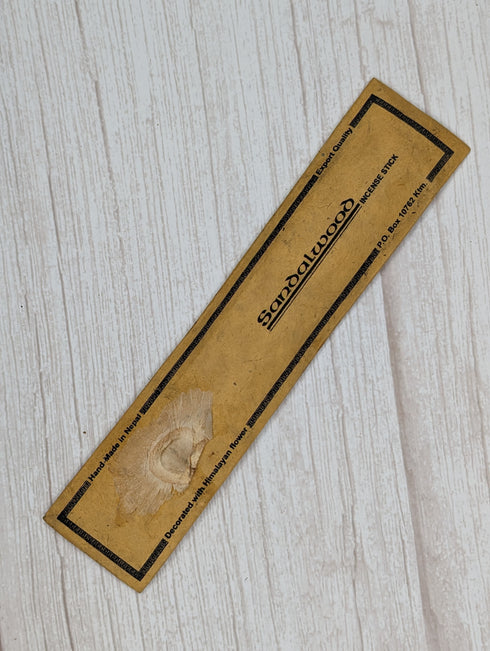 Hand-Made in Nepal
Export Quality
Sandalwood
INCENSE STICK
Decorated with Himalayan flower
P.O. Box 10762 Ktm.